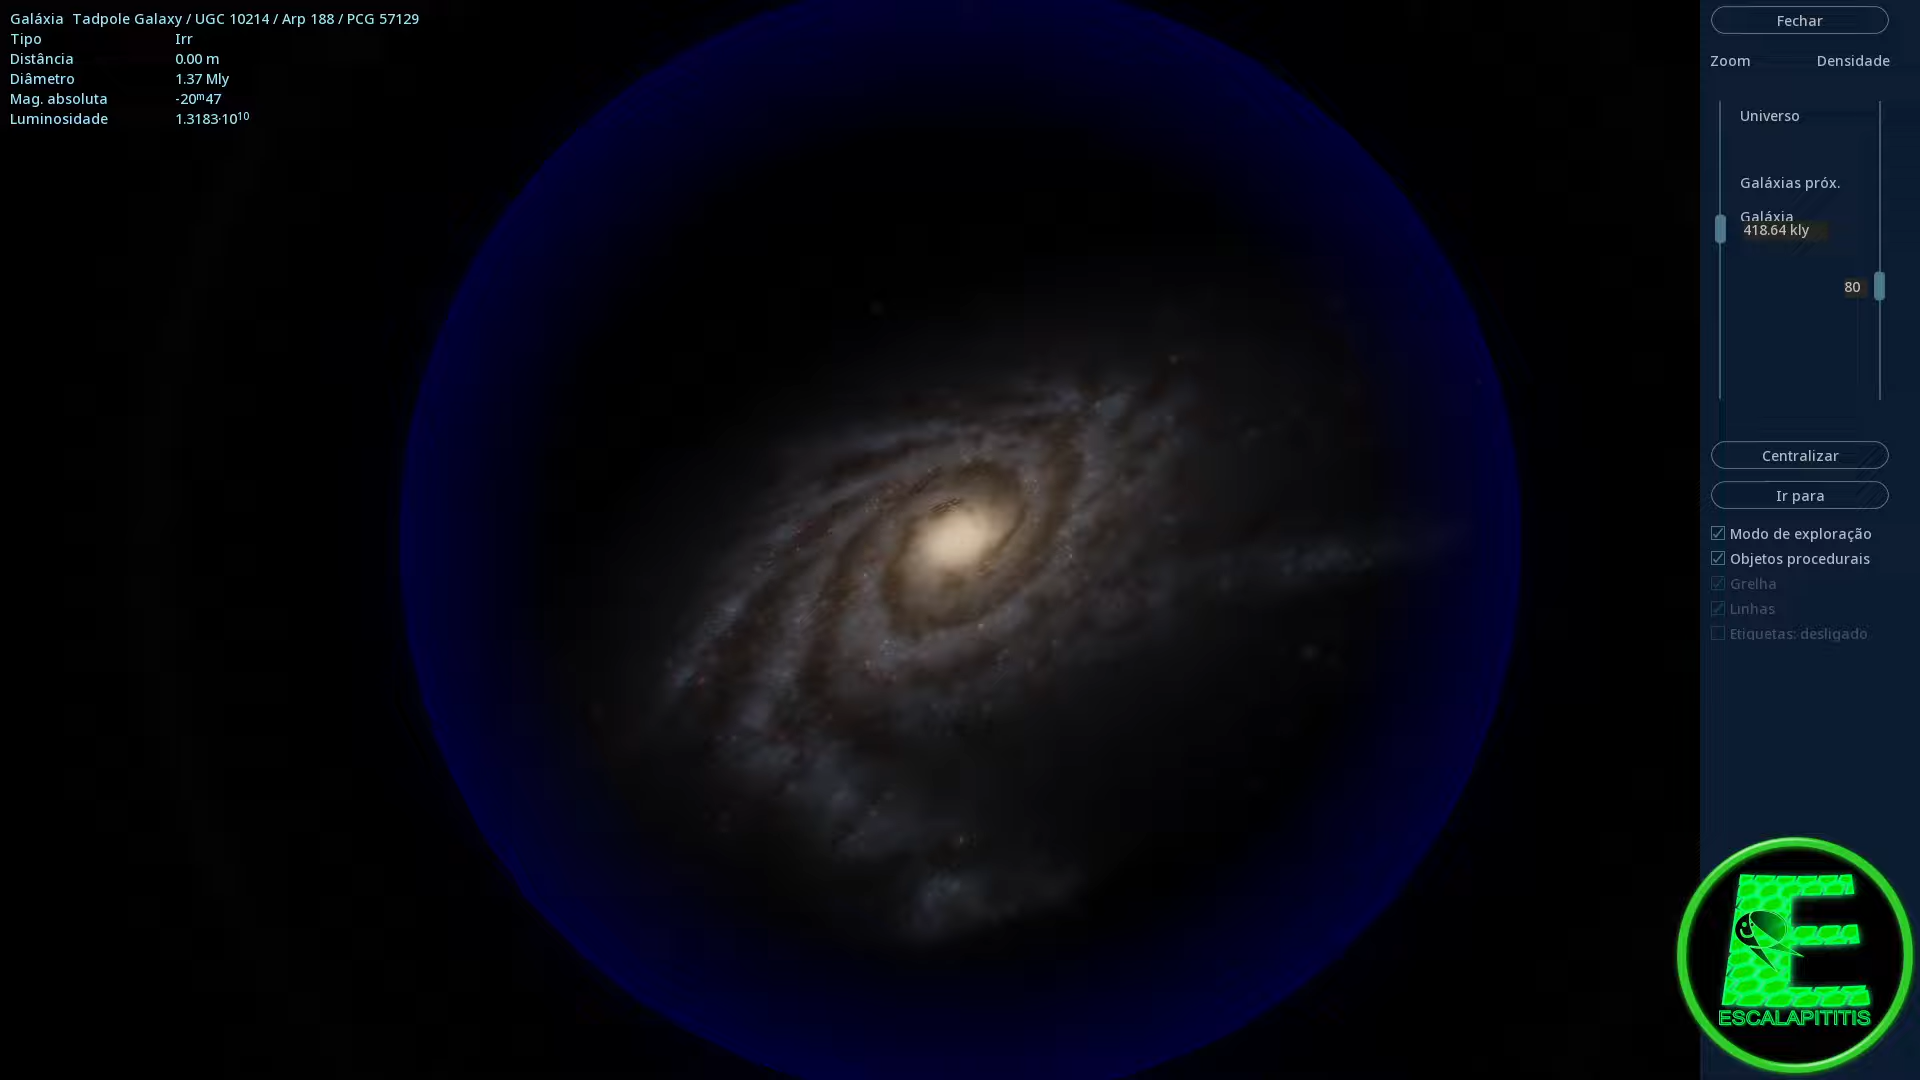 Galáxia Tadpole Galaxy / UGC 10214 / Arp 188 / PCG 57129
Tipo Irr
Distância 0.00 m
Diâmetro 1.37 Mly
Mag. absoluta -20ᵐ47
Luminosidade 1.3183·10¹⁰
Fechar
Zoom Densidade
Universo
Galáxias próx.
Galáxia
418.64 kly
80
Centralizar
Ir para
Modo de exploração
Objetos procedurais
Grelha
Linhas
Etiquetas: desligado
E
ESCALAPITITIS